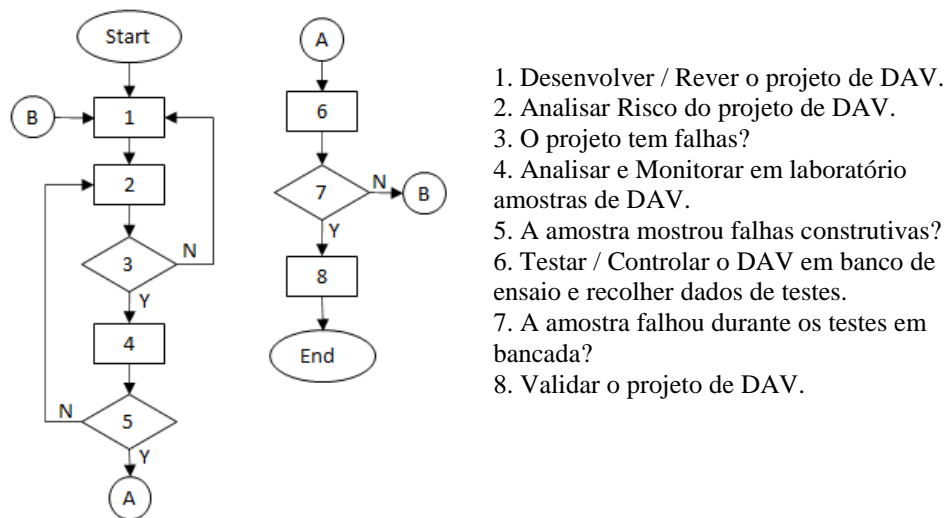 Start
B
1
2
3
N
Y
4
5
N
Y
A
A
6
7
N
B
Y
8
End
1. Desenvolver / Rever o projeto de DAV.
2. Analisar Risco do projeto de DAV.
3. O projeto tem falhas?
4. Analisar e Monitorar em laboratório
amostras de DAV.
5. A amostra mostrou falhas construtivas?
6. Testar / Controlar o DAV em banco de
ensaio e recolher dados de testes.
7. A amostra falhou durante os testes em
bancada?
8. Validar o projeto de DAV.